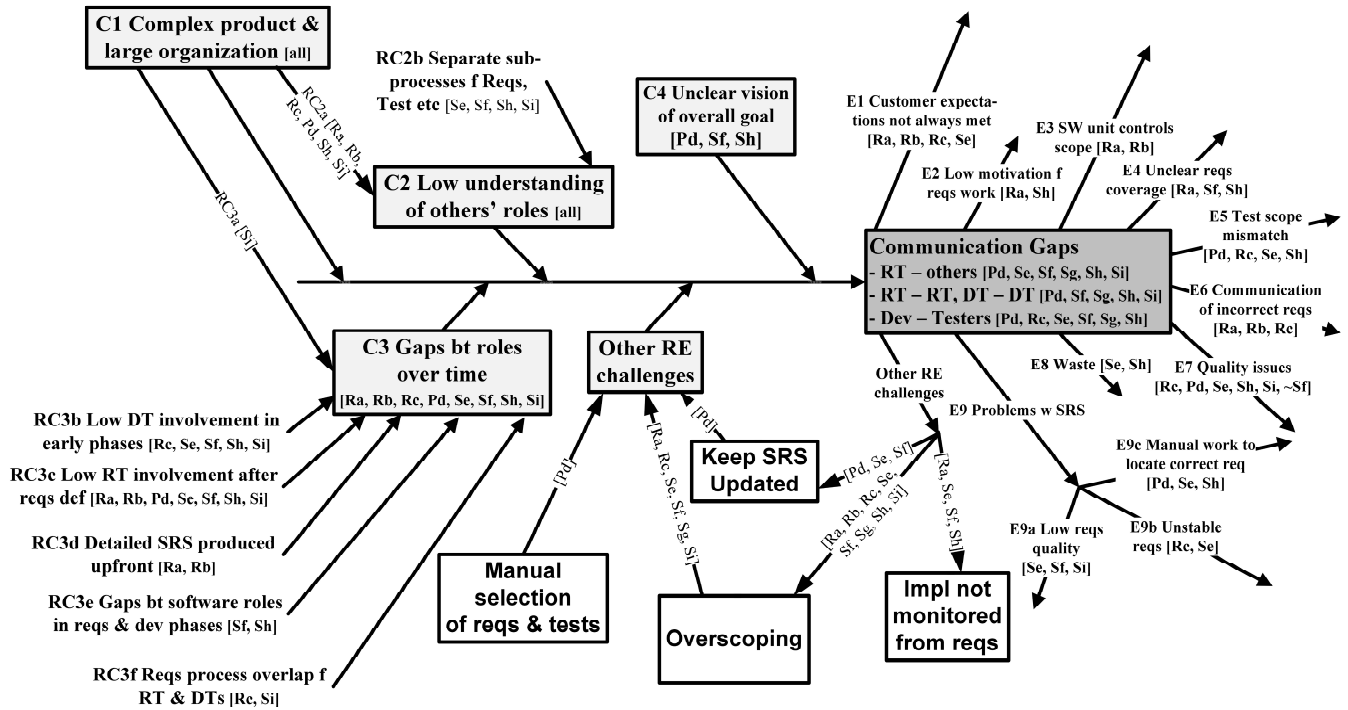 C1 Complex product &
large organization [all]
RC2a [Ra, Rb,
Rc, Pd, Sh, Si]
RC3a [Si]
RC2b Separate sub-
processes f Reqs,
Test etc [Se, Sf, Sh, Si]
C2 Low understanding
of others' roles [all]
C4 Unclear vision
of overall goal
[Pd, Sf, Sh]
E1 Customer expecta-
tions not always met
[Ra, Rb, Rc, Se]
E2 Low motivation f
reqs work [Ra, Sh]
E3 SW unit controls
scope [Ra, Rb]
E4 Unclear reqs
coverage [Ra, Sf, Sh]
E5 Test scope
mismatch
[Pd, Rc, Se, Sh]
Communication Gaps
- RT – others [Pd, Se, Sf, Sg, Sh, Si]
- RT – RT, DT – DT [Pd, Sf, Sg, Sh, Si]
- Dev – Testers [Pd, Rc, Se, Sf, Sg, Sh]
E6 Communication
of incorrect reqs
[Ra, Rb, Rc]
E7 Quality issues
[Rc, Pd, Se, Sh, Si, ~Sf]
E8 Waste [Se, Sh]
Other RE
challenges
E9 Problems w SRS
E9c Manual work to
locate correct req
[Pd, Se, Sh]
E9a Low reqs
quality
[Se, Sf, Si]
E9b Unstable
reqs [Rc, Se]
C3 Gaps bt roles
over time
[Ra, Rb, Rc, Pd, Se, Sf, Sh, Si]
Other RE
challenges
RC3b Low DT involvement in
early phases [Rc, Se, Sf, Sh, Si]
RC3c Low RT involvement after
reqs def [Ra, Rb, Pd, Se, Sf, Sh, Si]
RC3d Detailed SRS produced
upfront [Ra, Rb]
RC3e Gaps bt software roles
in reqs & dev phases [Sf, Sh]
RC3f Reqs process overlap f
RT & DTs [Rc, Si]
[Pd]
[Ra, Rc, Se, Sf, Sg, Si]
[Pd]
Keep SRS
Updated
[Pd, Se, Sf]
[Ra, Rb, Rc, Se,
Sf, Sg, Sh, Si]
[Ra, Se, Sf, Sh]
Manual
selection
of reqs & tests
Overscoping
Impl not
monitored
from reqs